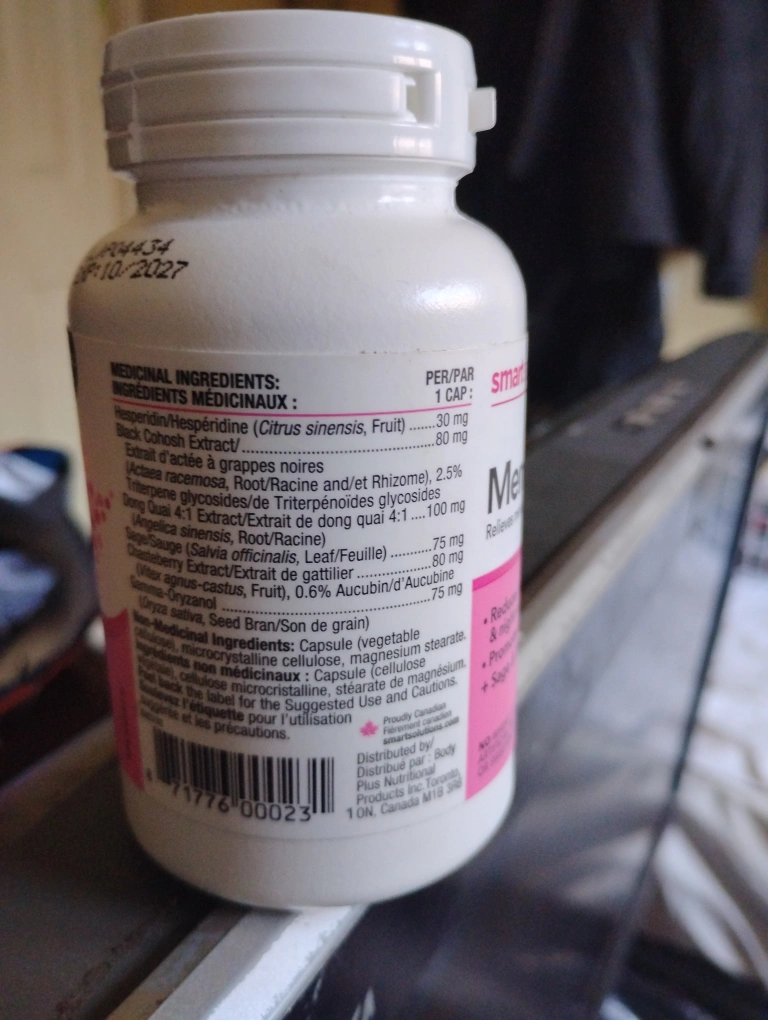 04434
10/2027
MEDICINAL INGREDIENTS:
INGRÉDIENTS MÉDICINAUX :
PER/PAR
1 CAP :
Hesperidin/Hespéridine (Citrus sinensis, Fruit) .......30 mg
Black Cohosh Extract/..............................................80 mg
Extrait d'actée à grappes noires
(Actaea racemosa, Root/Racine and/et Rhizome), 2.5%
Triterpene glycosides/de Triterpénoïdes glycosides
Dong Quai 4:1 Extract/Extrait de dong quai 4:1 ....100 mg
(Angelica sinensis, Root/Racine)
Sage/Sauge (Salvia officinalis, Leaf/Feuille) ..........75 mg
Chasteberry Extract/Extrait de gattilier ..................80 mg
(Vitex agnus-castus, Fruit), 0.6% Aucubin/d'Aucubine
Gamma-Oryzanol ..................................................75 mg
(Oryza sativa, Seed Bran/Son de grain)
Non-Medicinal Ingredients: Capsule (vegetable
cellulose), microcrystalline cellulose, magnesium stearate.
Ingrédients non médicinaux : Capsule (cellulose
végétale), cellulose microcristalline, stéarate de magnésium.
Peel back the label for the Suggested Use and Cautions.
Soulevez l'étiquette pour l'utilisation
suggérée et les précautions.
Proudly Canadian
Fièrement canadien
smartsolutions.com
Distributed by/
Distribué par : Body
Plus Nutritional
Products Inc. Toronto,
ON, Canada M1B 3R6
71776 00023 1
smart
Relieves
& 
+ Sage